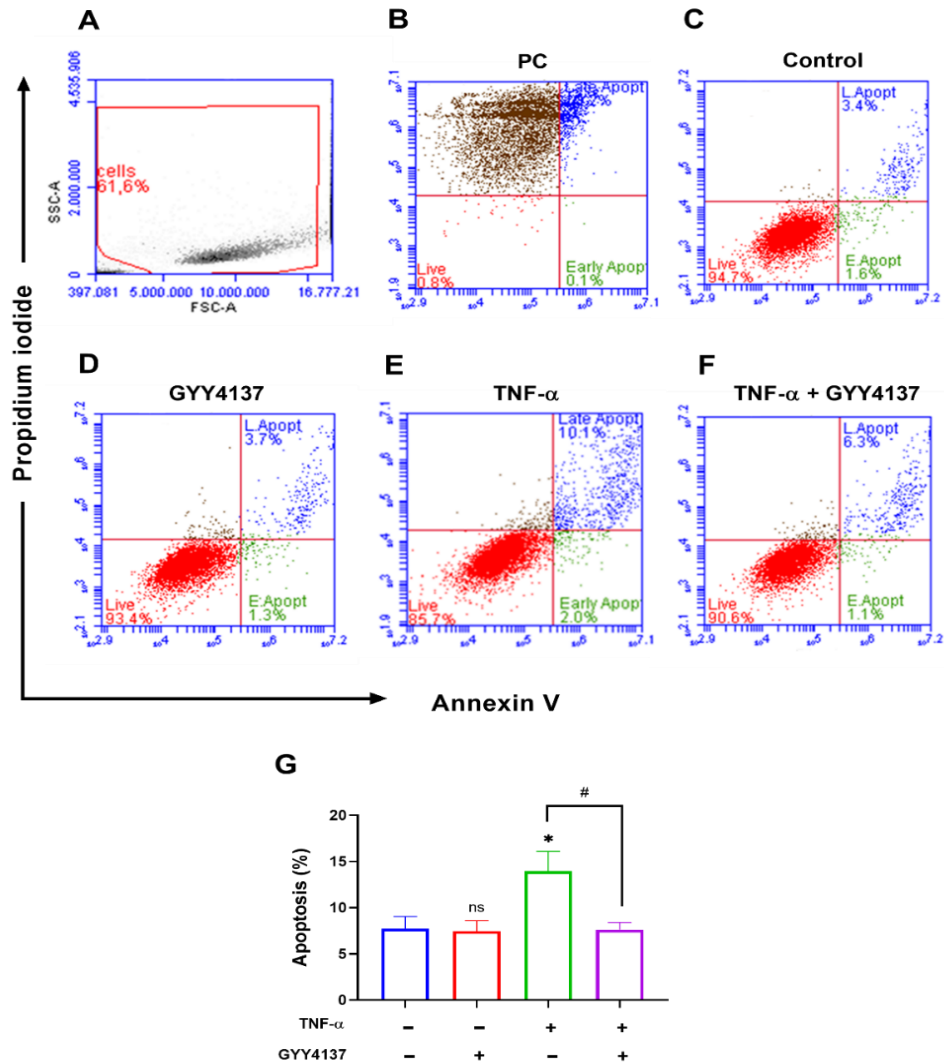 A
B
C
PC
Control
Propidium iodide
4.535.906
2.000.000
0
SSC-A
cells
61,6%
397.081 5.000.000 10.000.000 16.777.21
FSC-A
Late Apopt
Live
0.8%
Early Apopt
0.1%
L.Apopt
3.4%
Live
94.7%
E.Apopt
1.6%
D
E
F
GYY4137
TNF-α
TNF-α + GYY4137
L.Apopt
3.7%
Live
93.4%
E.Apopt
1.3%
Late Apopt
10.1%
Live
85.7%
Early Apop
2.0%
L.Apopt
6.3%
Live
90.6%
E.Apopt
1.1%
Annexin V
G
Apoptosis (%)
20
15
10
5
0
ns
*
#
TNF-α – – + +
GYY4137 – + – +